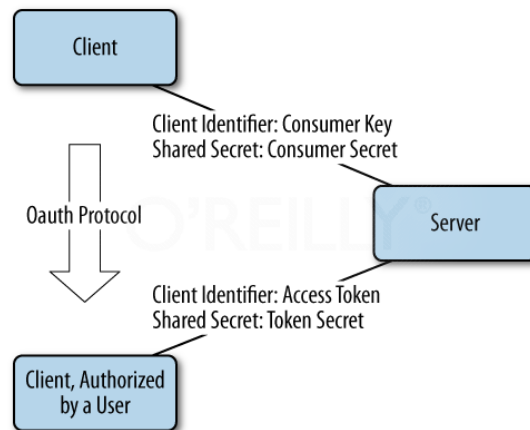 Client
Client Identifier: Consumer Key
Shared Secret: Consumer Secret
Oauth Protocol
O'REILLY®
Server
Client Identifier: Access Token
Shared Secret: Token Secret
Client, Authorized
by a User